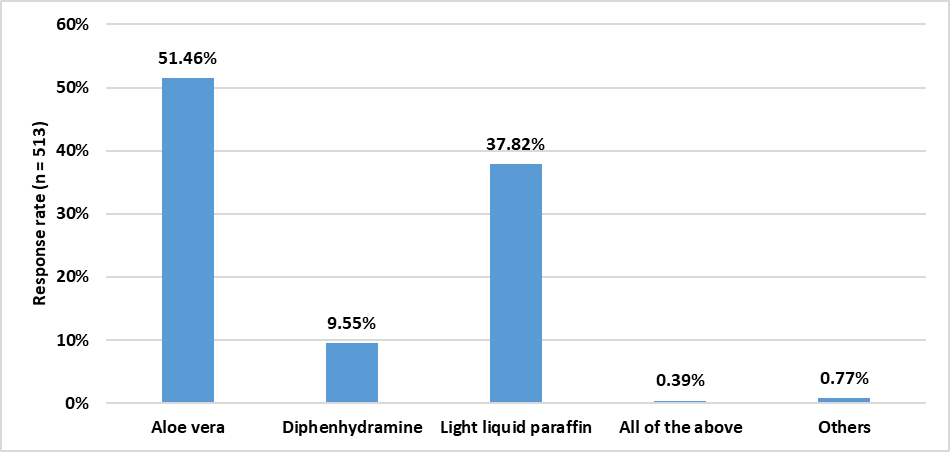 60%
50%
40%
30%
20%
10%
0%
Response rate (n = 513)
51.46%
9.55%
37.82%
0.39%
0.77%
Aloe vera
Diphenhydramine
Light liquid paraffin
All of the above
Others